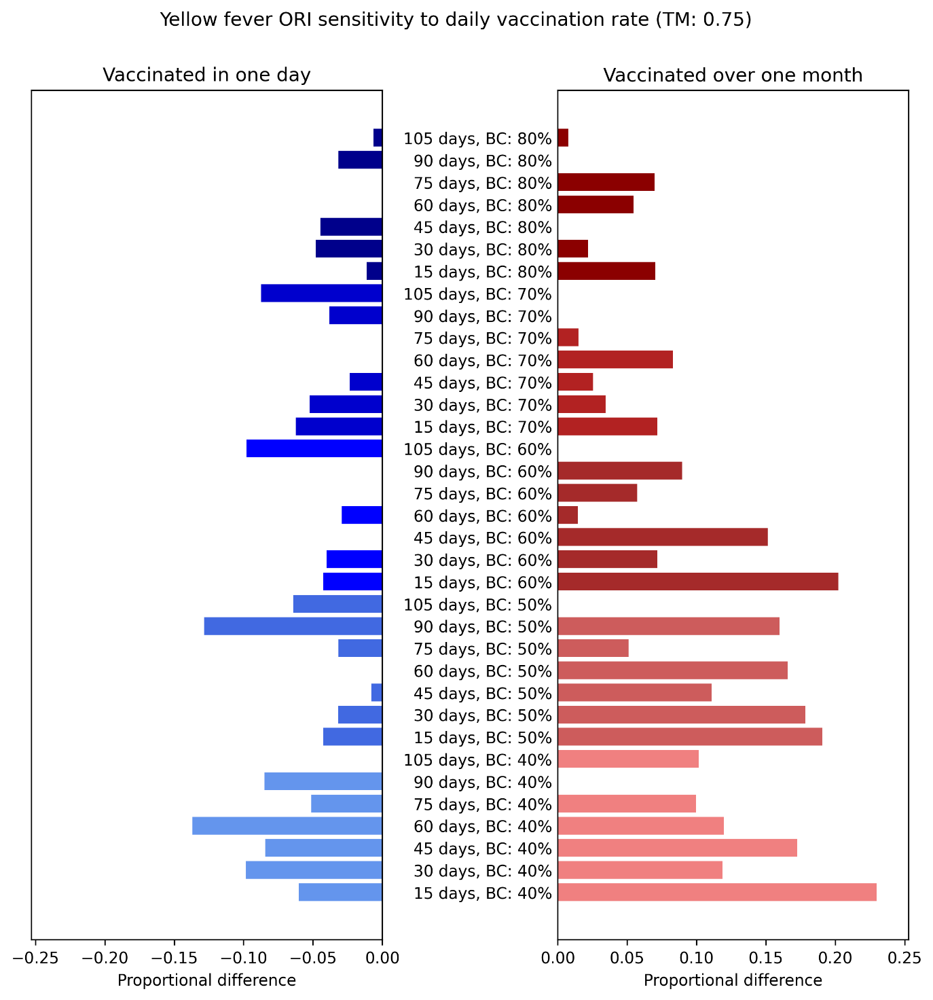 Yellow fever ORI sensitivity to daily vaccination rate (TM: 0.75)
Vaccinated in one day
Vaccinated over one month
105 days, BC: 80%
90 days, BC: 80%
75 days, BC: 80%
60 days, BC: 80%
45 days, BC: 80%
30 days, BC: 80%
15 days, BC: 80%
105 days, BC: 70%
90 days, BC: 70%
75 days, BC: 70%
60 days, BC: 70%
45 days, BC: 70%
30 days, BC: 70%
15 days, BC: 70%
105 days, BC: 60%
90 days, BC: 60%
75 days, BC: 60%
60 days, BC: 60%
45 days, BC: 60%
30 days, BC: 60%
15 days, BC: 60%
105 days, BC: 50%
90 days, BC: 50%
75 days, BC: 50%
60 days, BC: 50%
45 days, BC: 50%
30 days, BC: 50%
15 days, BC: 50%
105 days, BC: 40%
90 days, BC: 40%
75 days, BC: 40%
60 days, BC: 40%
45 days, BC: 40%
30 days, BC: 40%
15 days, BC: 40%
−0.25 −0.20 −0.15 −0.10 −0.05 0.00
0.00 0.05 0.10 0.15 0.20 0.25
Proportional difference
Proportional difference